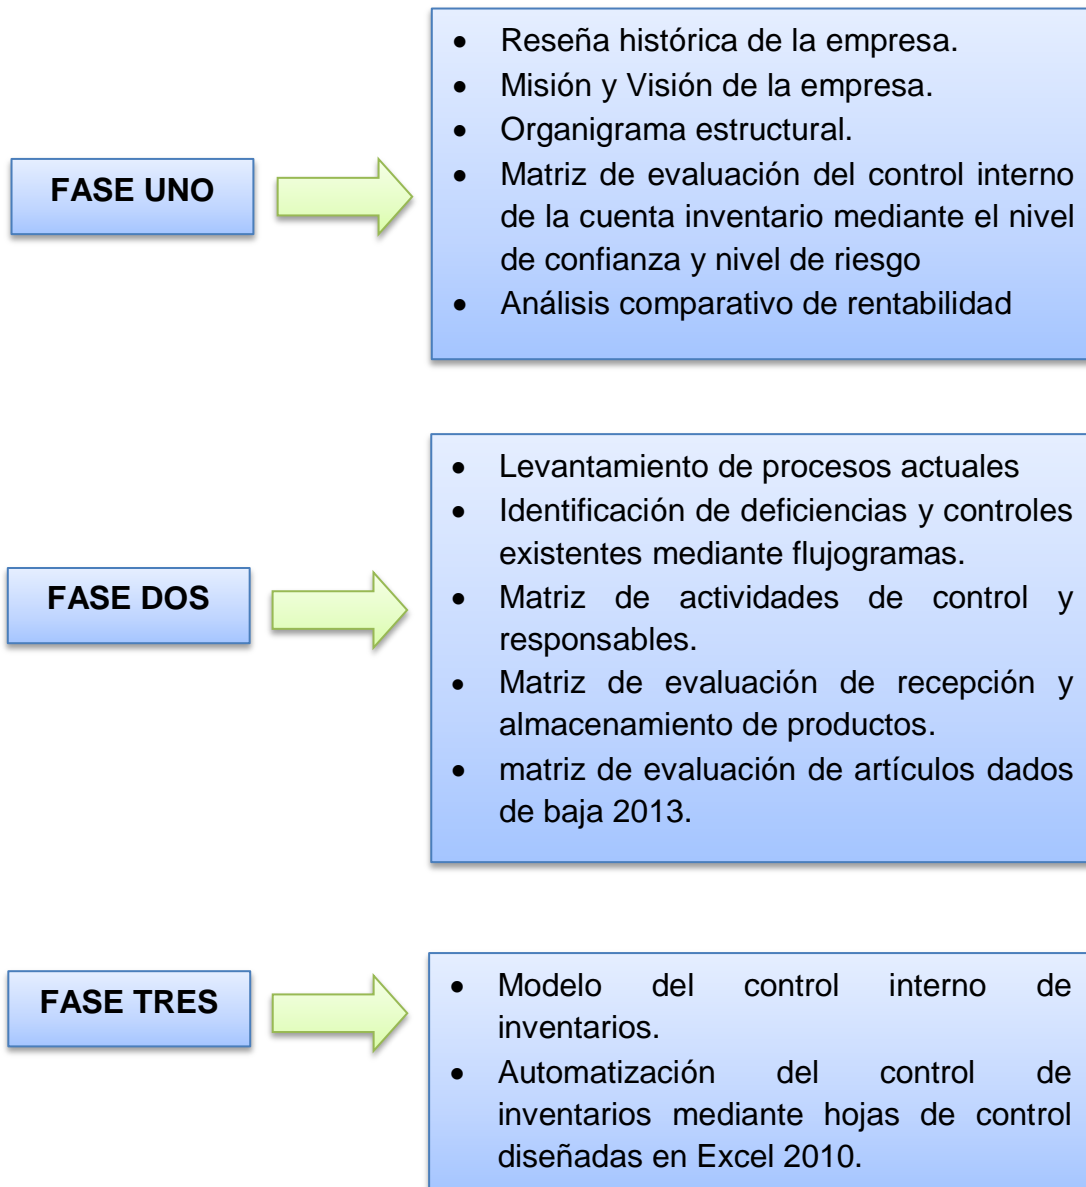 FASE UNO
• Reseña histórica de la empresa.
• Misión y Visión de la empresa.
• Organigrama estructural.
• Matriz de evaluación del control interno
de la cuenta inventario mediante el nivel
de confianza y nivel de riesgo
• Análisis comparativo de rentabilidad
FASE DOS
• Levantamiento de procesos actuales
• Identificación de deficiencias y controles
existentes mediante flujogramas.
• Matriz de actividades de control y
responsables.
• Matriz de evaluación de recepción y
almacenamiento de productos.
• matriz de evaluación de artículos dados
de baja 2013.
FASE TRES
• Modelo del control interno de
inventarios.
• Automatización del control de
inventarios mediante hojas de control
diseñadas en Excel 2010.